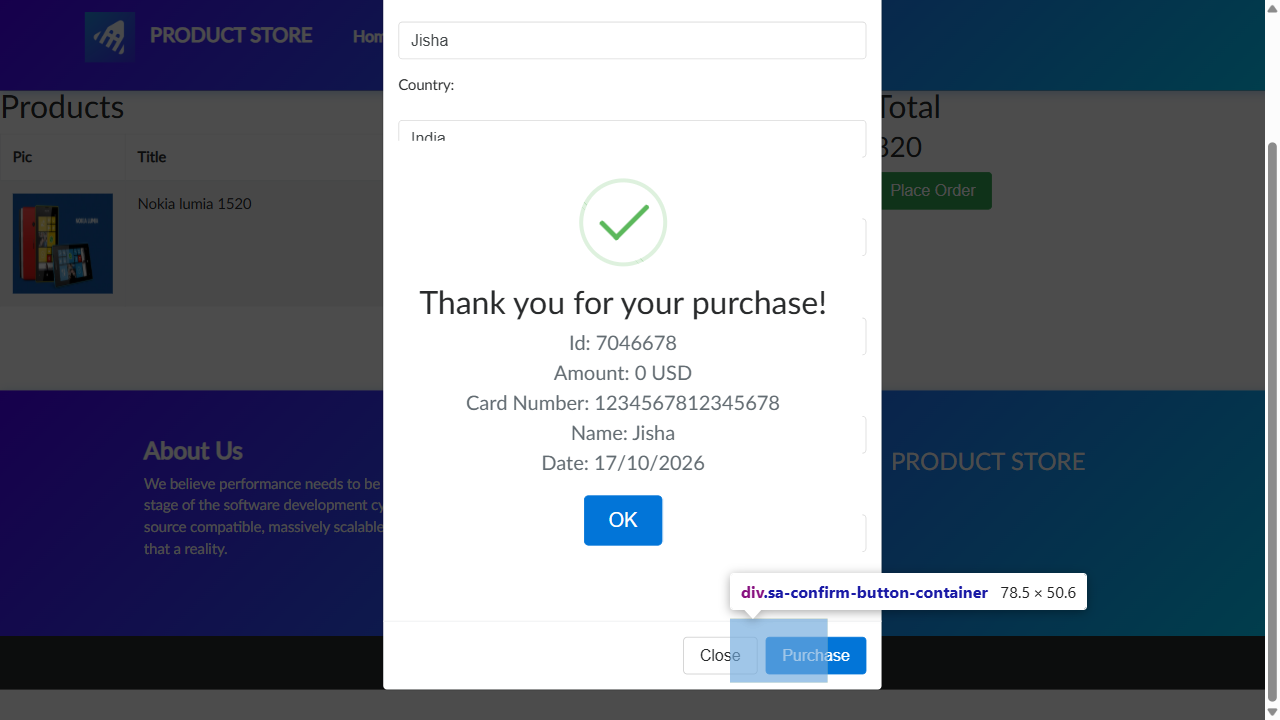 PRODUCT STORE
Jisha
Country:
India
Products
Pic
Title
Nokia lumia 1520
Total
820
Place Order
Thank you for your purchase!
Id: 7046678
Amount: 0 USD
Card Number: 1234567812345678
Name: Jisha
Date: 17/10/2026
OK
About Us
We believe performance needs to be
stage of the software development
source compatible, massively scalable
that a reality.
PRODUCT STORE
div.sa-confirm-button-container 78.5 × 50.6
Close
Purchase